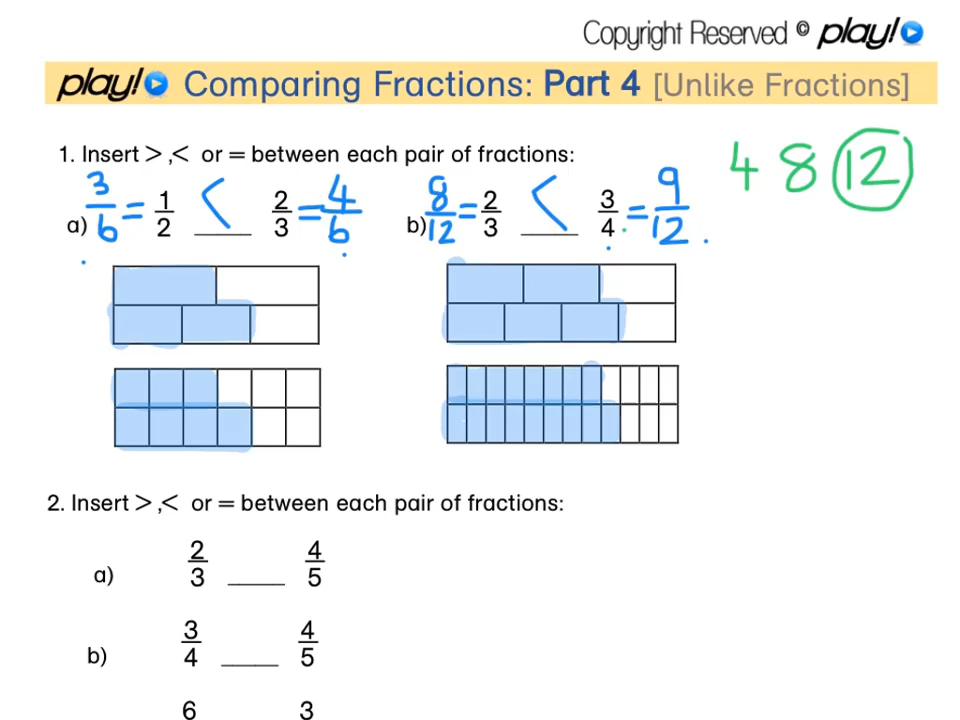 Copyright Reserved © play!
play! Comparing Fractions: Part 4 [Unlike Fractions]
1. Insert > ,< or = between each pair of fractions: 4 8 12
a) 3/6 = 1/2 < 2/3 = 4/6 b) 8/12 = 2/3 < 3/4 = 9/12
2. Insert > ,< or = between each pair of fractions:
a) 2/3 ____ 4/5
b) 3/4 ____ 4/5
6 3